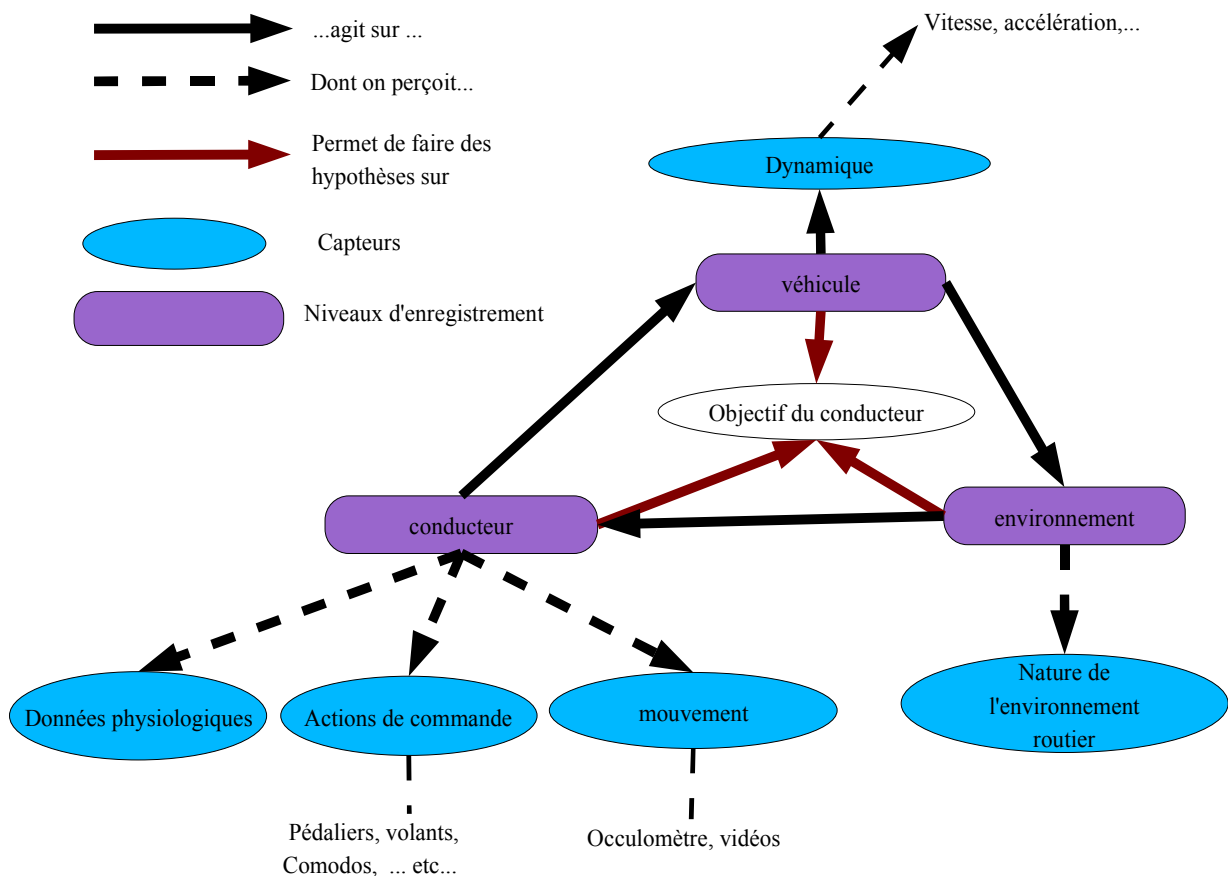 ...agit sur ...
Dont on perçoit...
Permet de faire des
hypothèses sur
Capteurs
Niveaux d'enregistrement
Vitesse, accélération,...
Dynamique
véhicule
Objectif du conducteur
conducteur
environnement
Données physiologiques
Actions de commande
mouvement
Nature de
l'environnement
routier
Pédaliers, volants,
Comodos, ... etc...
Occulomètre, vidéos